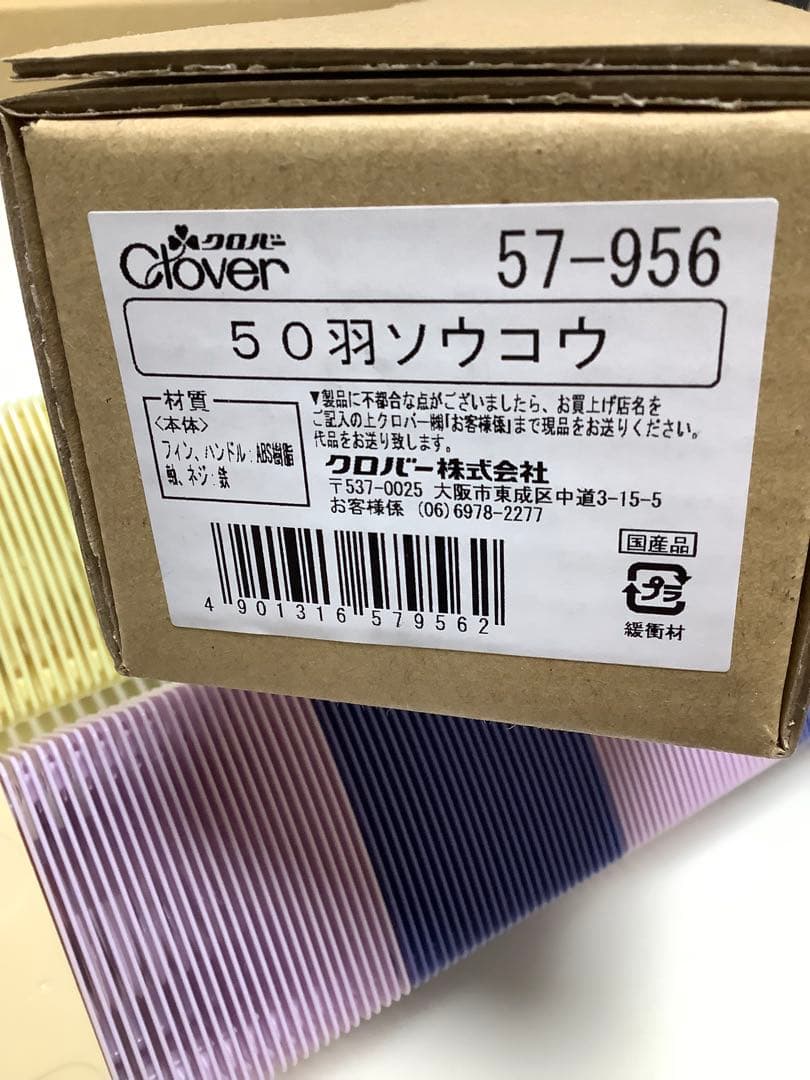 クロバー
Clover
57-956
50羽ソウコウ
材質
〈本体〉
フィン、ハンドル：ABS樹脂
軸、ネジ：鉄
▼製品に不都合な点がございましたら、お買上げ店名を
ご記入の上クロバー㈱「お客様係」まで現品をお送りください。
代品をお送り致します。
クロバー株式会社
〒537-0025 大阪市東成区中道3-15-5
お客様係 (06)6978-2277
国産品
プラ
緩衝材
4 901316 579562